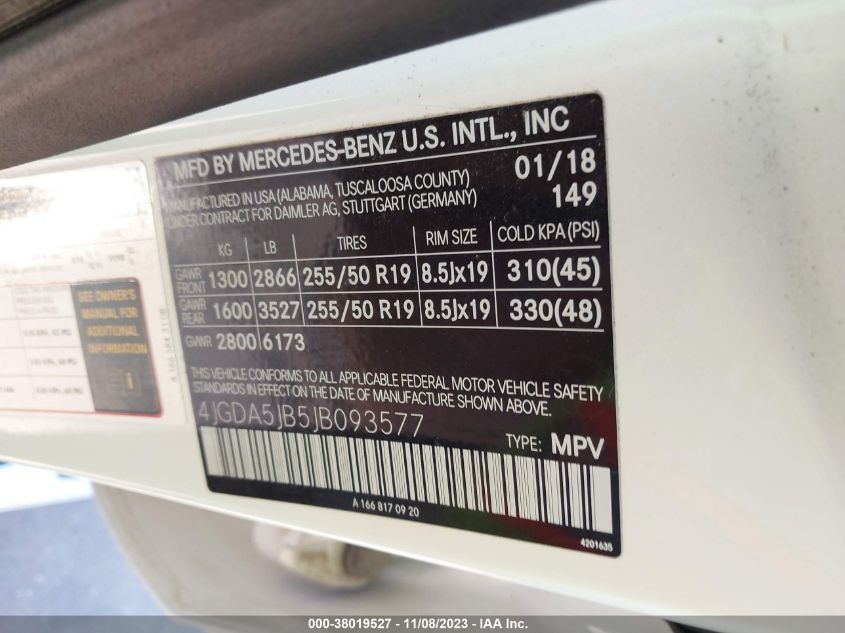 MFD BY MERCEDES-BENZ U.S. INTL., INC
01/18
MANUFACTURED IN USA (ALABAMA, TUSCALOOSA COUNTY)
UNDER CONTRACT FOR DAIMLER AG, STUTTGART (GERMANY)
149
KG LB TIRES RIM SIZE COLD KPA (PSI)
GAWR FRONT 1300 2866 255/50 R19 8.5Jx19 310(45)
GAWR REAR 1600 3527 255/50 R19 8.5Jx19 330(48)
GVWR 2800 6173
THIS VEHICLE CONFORMS TO ALL APPLICABLE FEDERAL MOTOR VEHICLE SAFETY
STANDARDS IN EFFECT ON THE DATE OF MANUFACTURE SHOWN ABOVE.
4JGDA5JB5JB093577
TYPE: MPV
A 166 817 09 20
4201635
SEE OWNER'S
MANUAL FOR
ADDITIONAL
INFORMATION
000-38019527 - 11/08/2023 - IAA Inc.